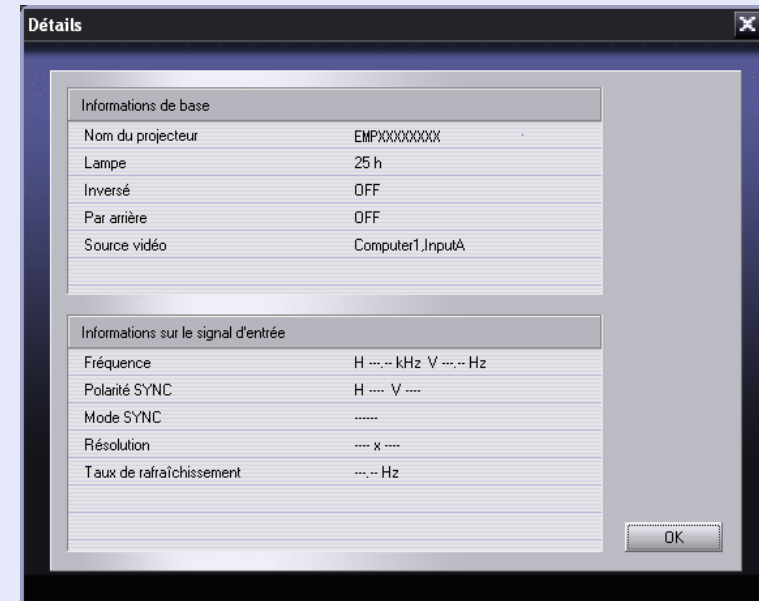 Détails
Informations de base
Nom du projecteur EMPXXXXXXXX
Lampe 25 h
Inversé OFF
Par arrière OFF
Source vidéo Computer1,InputA
Informations sur le signal d'entrée
Fréquence H ---.-- kHz V ---.-- Hz
Polarité SYNC H ---- V ----
Mode SYNC ------
Résolution ---- x ----
Taux de rafraîchissement ---.-- Hz
OK